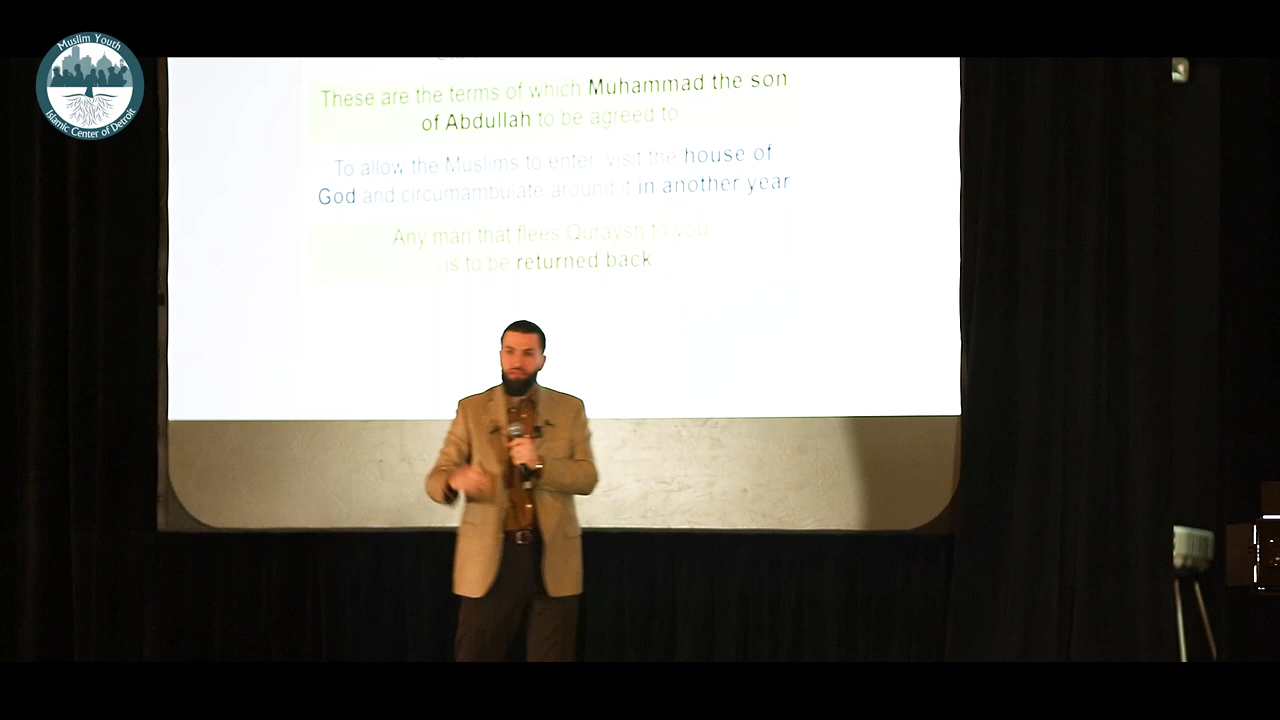 Muslim Youth
Islamic Center of Detroit
These are the terms of which Muhammad the son
of Abdullah to be agreed to
To allow the Muslims to enter, visit the house of
God and circumambulate around it in another year
Any man that flees Quraysh to you
is to be returned back